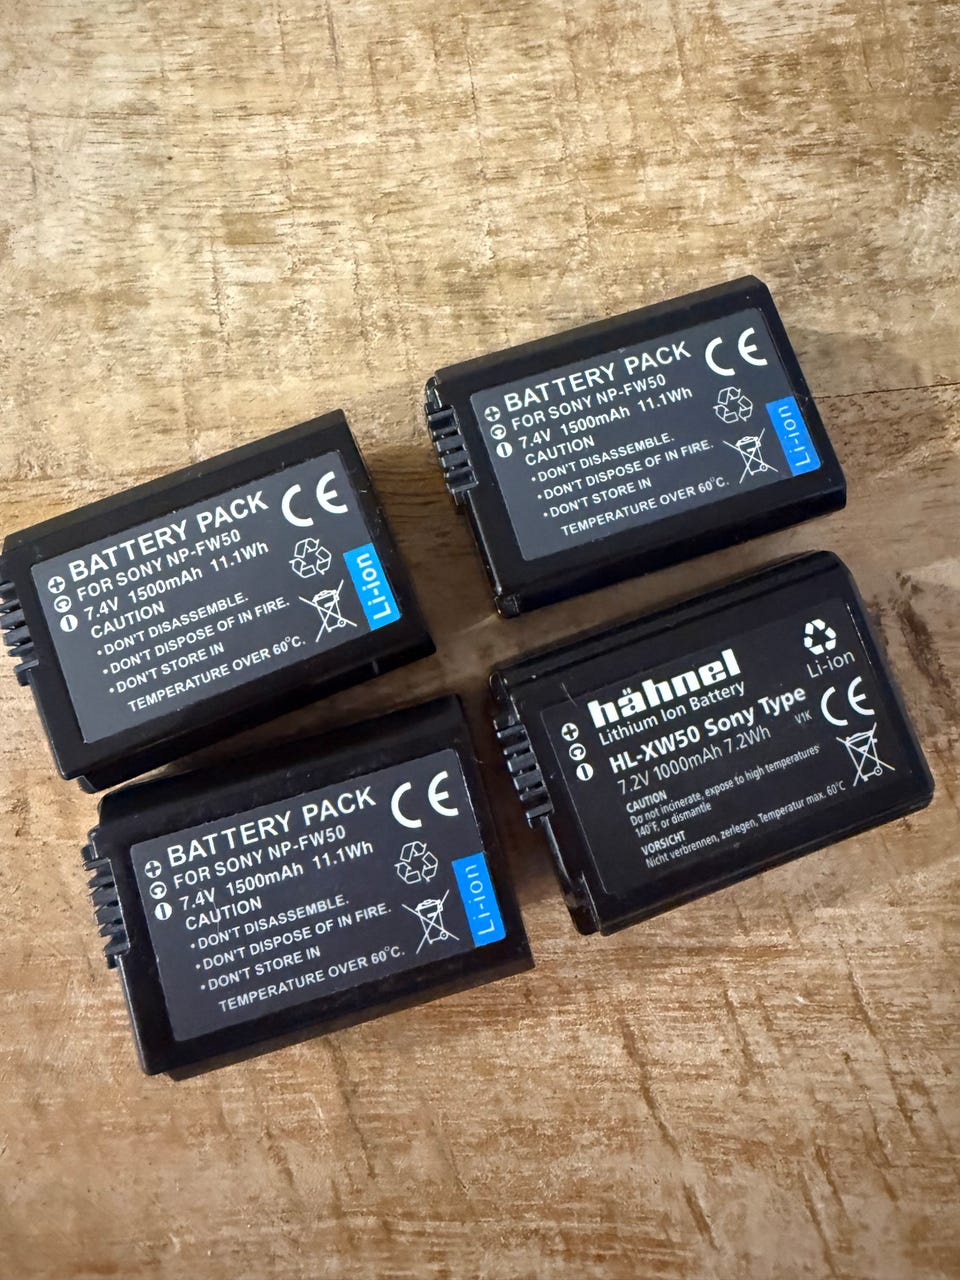 BATTERY PACK
FOR SONY NP-FW50
7.4V 1500mAh 11.1Wh
CAUTION
•DON'T DISASSEMBLE.
•DON'T DISPOSE OF IN FIRE.
•DON'T STORE IN
TEMPERATURE OVER 60°C.
CE
Li-ion
BATTERY PACK
FOR SONY NP-FW50
7.4V 1500mAh 11.1Wh
CAUTION
•DON'T DISASSEMBLE.
•DON'T DISPOSE OF IN FIRE.
•DON'T STORE IN
TEMPERATURE OVER 60°C.
CE
Li-ion
BATTERY PACK
FOR SONY NP-FW50
7.4V 1500mAh 11.1Wh
CAUTION
•DON'T DISASSEMBLE.
•DON'T DISPOSE OF IN FIRE.
•DON'T STORE IN
TEMPERATURE OVER 60°C.
CE
Li-ion
hähnel
Lithium Ion Battery
HL-XW50 Sony Type
7.2V 1000mAh 7.2Wh
V1K
CAUTION
Do not incinerate, expose to high temperatures
140°F, or dismantle
VORSICHT
Nicht verbrennen, zerlegen, Temperatur max. 60°C
Li-ion
CE